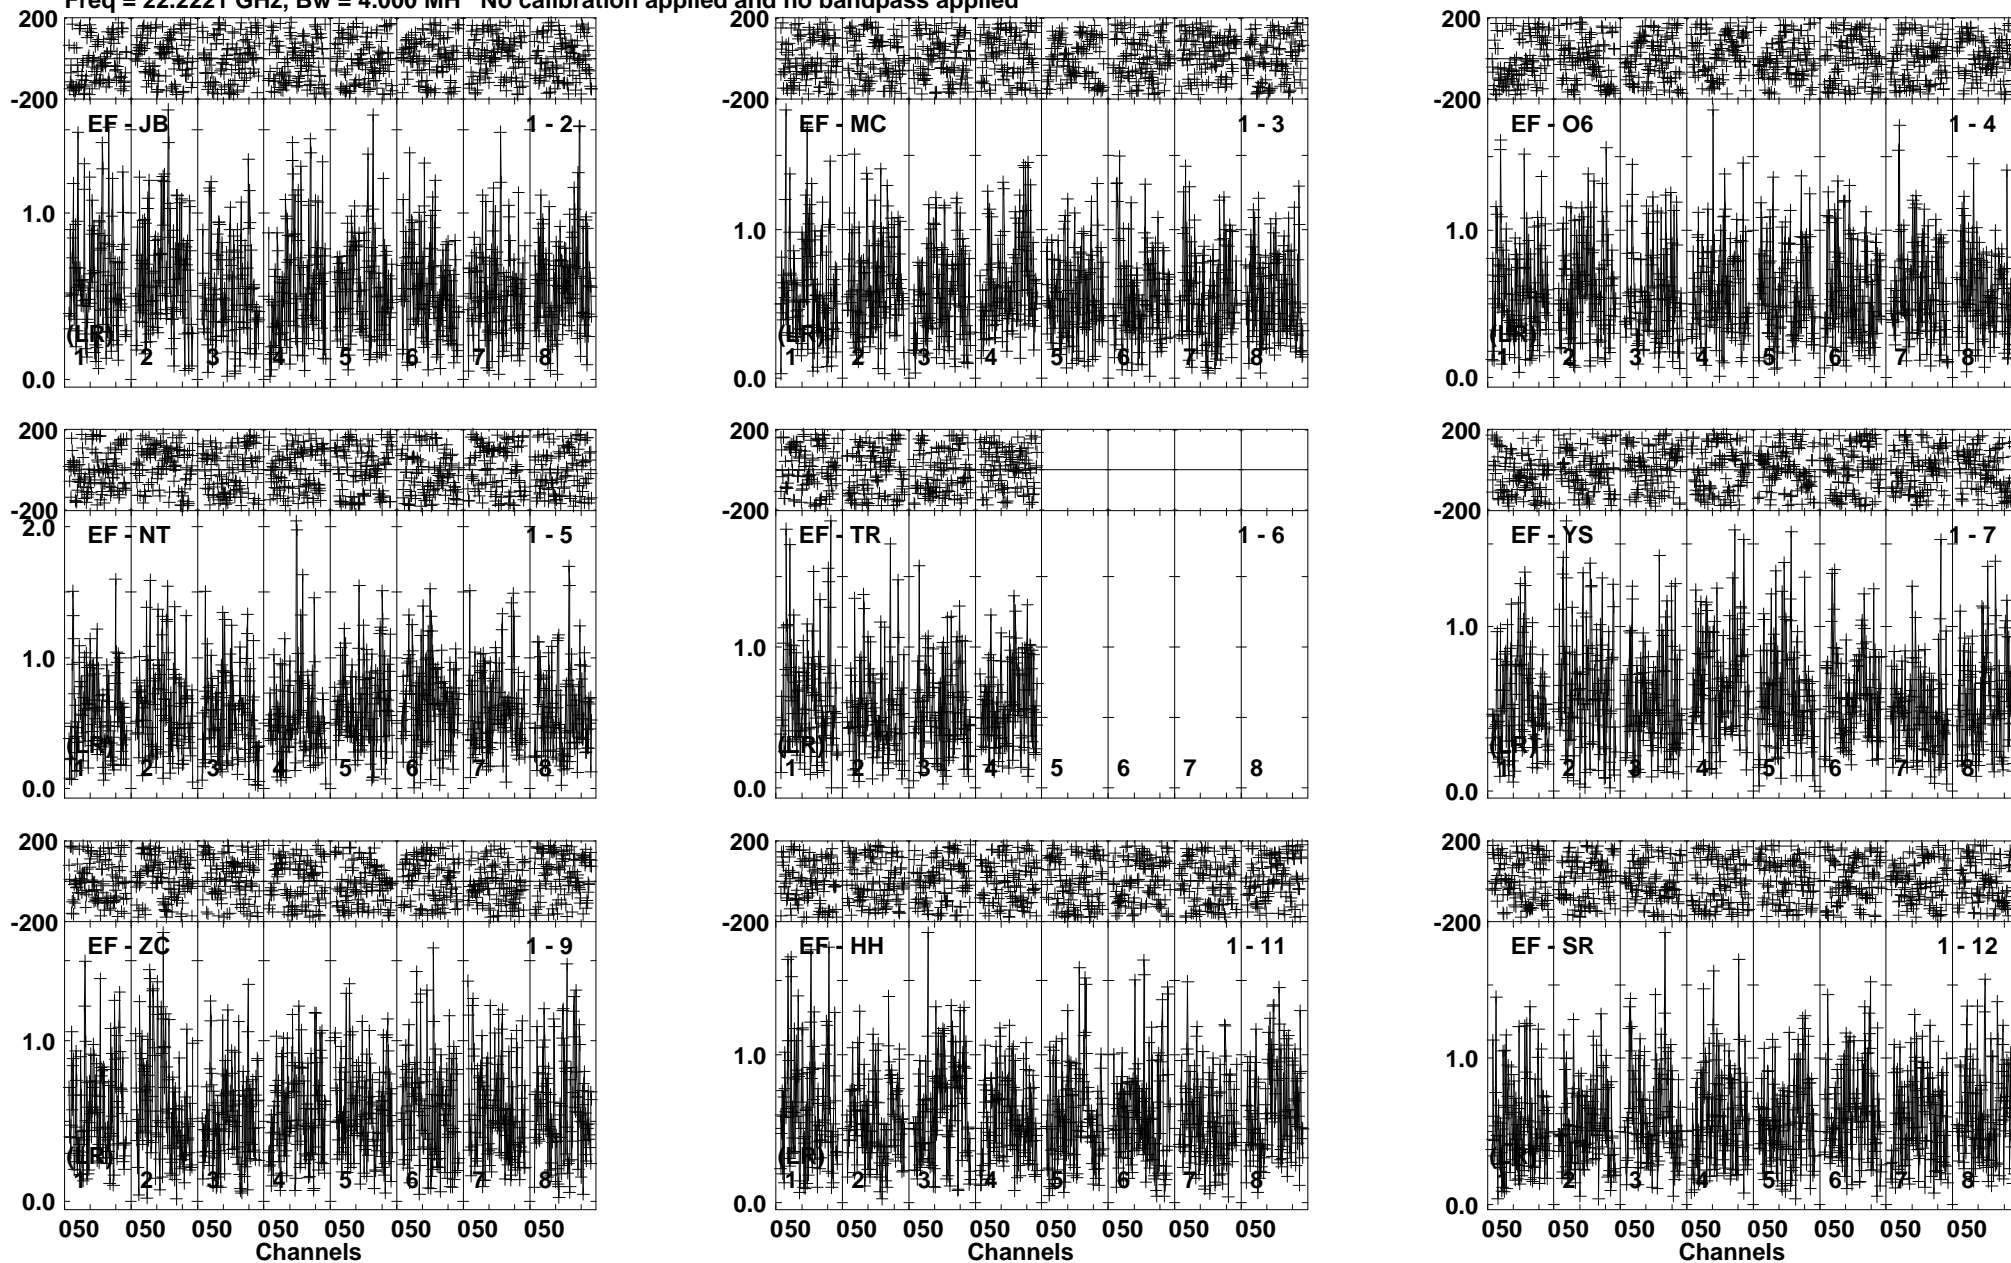 Freq = 22.2221 GHz, Bw = 4.000 MH No calibration applied and no bandpass applied
200 200 200
-200 -200 -200
EF - JB 1 - 2 EF - MC 1 - 3 EF - O6 1 - 4
1.0 1.0 1.0
(LR) (LR) (LR)
1 2 3 4 5 6 7 8 1 2 3 4 5 6 7 8 1 2 3 4 5 6 7 8
0.0 0.0 0.0
200 200 200
-200 -200 -200
2.0
EF - NT 1 - 5 EF - TR 1 - 6 EF - YS 1 - 7
1.0 1.0 1.0
(LR) (LR) (LR)
1 2 3 4 5 6 7 8 1 2 3 4 5 6 7 8 1 2 3 4 5 6 7 8
0.0 0.0 0.0
200 200 200
-200 -200 -200
EF - ZC 1 - 9 EF - HH 1 - 11 EF - SR 1 - 12
1.0 1.0 1.0
(LR) (LR) (LR)
1 2 3 4 5 6 7 8 1 2 3 4 5 6 7 8 1 2 3 4 5 6 7 8
0.0 0.0 0.0
050 050 050 050 050 050 050 050 050 050 050 050 050 050 050 050 050 050 050 050 050 050 050 050
Channels Channels Channels